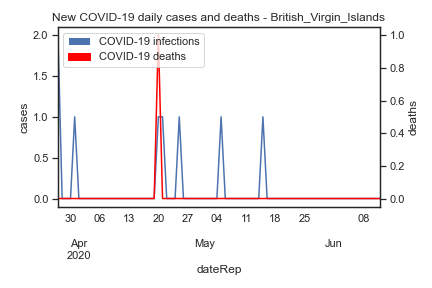 New COVID-19 daily cases and deaths - British_Virgin_Islands
COVID-19 infections
COVID-19 deaths
2.0
1.5
1.0
0.5
0.0
cases
1.0
0.8
0.6
0.4
0.2
0.0
deaths
30 06 13 20 27 04 11 18 25 08
Apr May Jun
2020
dateRep